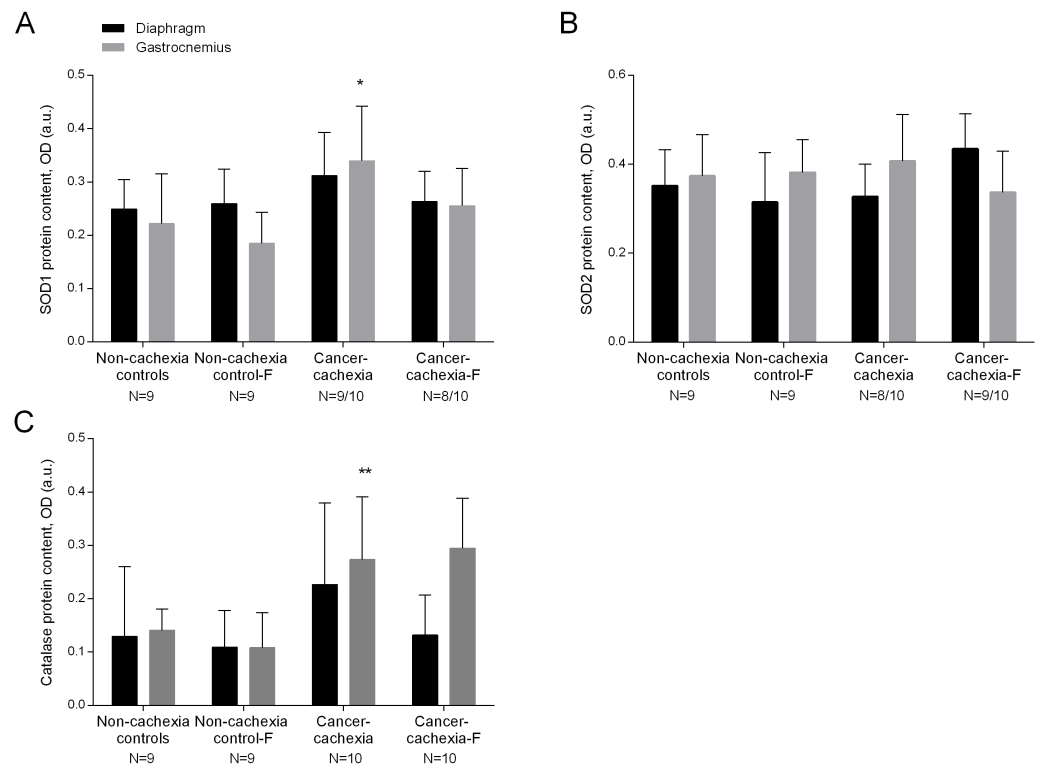 A
Diaphragm
Gastrocnemius
SOD1 protein content, OD (a.u.)
0.5
0.4
0.3
0.2
0.1
0.0
*
Non-cachexia Non-cachexia Cancer- Cancer-
controls control-F cachexia cachexia-F
N=9 N=9 N=9/10 N=8/10
B
SOD2 protein content, OD (a.u.)
0.6
0.4
0.2
0.0
Non-cachexia Non-cachexia Cancer- Cancer-
controls control-F cachexia cachexia-F
N=9 N=9 N=8/10 N=9/10
C
Catalase protein content, OD (a.u.)
0.5
0.4
0.3
0.2
0.1
0.0
**
Non-cachexia Non-cachexia Cancer- Cancer-
controls control-F cachexia cachexia-F
N=9 N=9 N=10 N=10